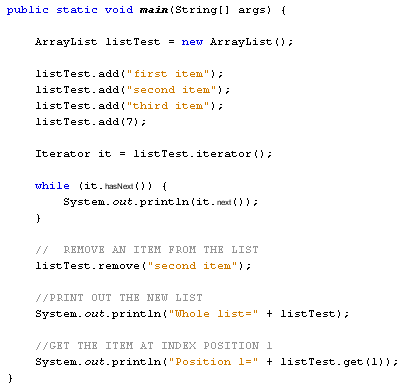 public static void main(String[] args) {
ArrayList listTest = new ArrayList();
listTest.add("first item");
listTest.add("second item");
listTest.add("third item");
listTest.add(7);
Iterator it = listTest.iterator();
while (it.hasNext()) {
System.out.println(it.next());
}
//  REMOVE AN ITEM FROM THE LIST
listTest.remove("second item");
//PRINT OUT THE NEW LIST
System.out.println("Whole list=" + listTest);
//GET THE ITEM AT INDEX POSITION 1
System.out.println("Position 1=" + listTest.get(1));
}